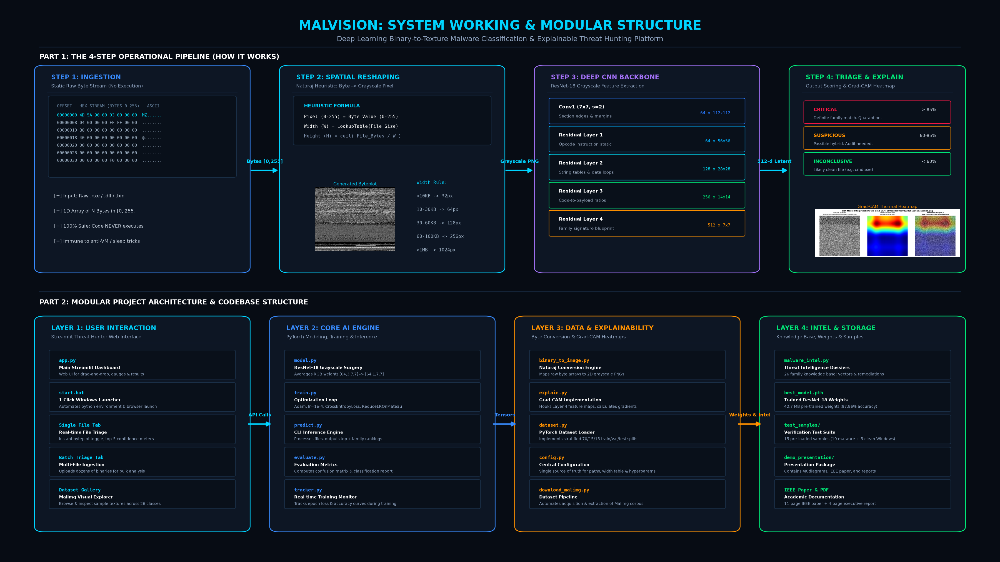 MALVISION: SYSTEM WORKING & MODULAR STRUCTURE
Deep Learning Binary-to-Texture Malware Classification & Explainable Threat Hunting Platform
PART 1: THE 4-STEP OPERATIONAL PIPELINE (HOW IT WORKS)
STEP 1: INGESTION
Static Raw Byte Stream (No Execution)
OFFSET HEX STREAM (BYTES 0-255) ASCII
00000000 4D 5A 90 00 03 00 00 00 MZ......
00000008 04 00 00 00 FF FF 00 00 ........
00000010 B8 00 00 00 00 00 00 00 ........
00000018 40 00 00 00 00 00 00 00 @.......
00000020 00 00 00 00 00 00 00 00 ........
00000028 00 00 00 00 00 00 00 00 ........
00000030 00 00 00 00 F0 00 00 00 ........
[+] Input: Raw .exe / .dll / .bin
[+] 1D Array of N Bytes in [0, 255]
[+] 100% Safe: Code NEVER executes
[+] Immune to anti-VM / sleep tricks
Bytes [0,255]
STEP 2: SPATIAL RESHAPING
Nataraj Heuristic: Byte -> Grayscale Pixel
HEURISTIC FORMULA
Pixel (0-255) = Byte Value (0-255)
Width (W) = LookupTable(File Size)
Height (H) = ceil( File_Bytes / W )
Generated Byteplot
Width Rule:
<10KB -> 32px
10-30KB -> 64px
30-60KB -> 128px
60-100KB -> 256px
>1MB -> 1024px
Grayscale PNG
STEP 3: DEEP CNN BACKBONE
ResNet-18 Grayscale Feature Extraction
Conv1 (7x7, s=2)
Section edges & margins
64 x 112x112
Residual Layer 1
Opcode instruction static
64 x 56x56
Residual Layer 2
String tables & data loops
128 x 28x28
Residual Layer 3
Code-to-payload ratios
256 x 14x14
Residual Layer 4
Family signature blueprint
512 x 7x7
512-d Latent
STEP 4: TRIAGE & EXPLAIN
Output Scoring & Grad-CAM Heatmap
CRITICAL > 85%
Definite family match. Quarantine.
SUSPICIOUS 60-85%
Possible hybrid. Audit needed.
INCONCLUSIVE < 60%
Likely clean file (e.g. cmd.exe)
Grad-CAM Thermal Heatmap
CNN Model Interpretability via Grad-CAM:
Original Byteplot
Grad-CAM Heatmap
(Activation Intensity)
Predicted: Allaple.A
Key Structural Decision Regions
PART 2: MODULAR PROJECT ARCHITECTURE & CODEBASE STRUCTURE
LAYER 1: USER INTERACTION
Streamlit Threat Hunter Web Interface
app.py
Main Streamlit Dashboard
Web UI for drag-and-drop, gauges & results
start.bat
1-Click Windows Launcher
Automates python environment & browser launch
Single File Tab
Real-time File Triage
Instant byteplot toggle, top-5 confidence meters
Batch Triage Tab
Multi-File Ingestion
Uploads dozens of binaries for bulk analysis
Dataset Gallery
Malimg Visual Explorer
Browse & inspect sample textures across 26 classes
API Calls
LAYER 2: CORE AI ENGINE
PyTorch Modeling, Training & Inference
model.py
ResNet-18 Grayscale Surgery
Averages RGB weights [64,3,7,7] -> [64,1,7,7]
train.py
Optimization Loop
Adam, lr=1e-4, CrossEntropyLoss, ReduceLROnPlateau
predict.py
CLI Inference Engine
Processes files, outputs top-k family rankings
evaluate.py
Evaluation Metrics
Computes confusion matrix & classification report
tracker.py
Real-time Training Monitor
Tracks epoch loss & accuracy curves during training
Tensors
LAYER 3: DATA & EXPLAINABILITY
Byte Conversion & Grad-CAM Heatmaps
binary_to_image.py
Nataraj Conversion Engine
Maps raw byte arrays to 2D grayscale PNGs
explain.py
Grad-CAM Implementation
Hooks Layer 4 feature maps, calculates gradients
dataset.py
PyTorch Dataset Loader
Implements stratified 70/15/15 train/val/test splits
config.py
Central Configuration
Single source of truth for paths, width table & hyperparams
download_malimg.py
Dataset Pipeline
Automates acquisition & extraction of Malimg corpus
Weights & Intel
LAYER 4: INTEL & STORAGE
Knowledge Base, Weights & Samples
malware_intel.py
Threat Intelligence Dossiers
26 family knowledge base: vectors & remediations
best_model.pth
Trained ResNet-18 Weights
42.7 MB pre-trained weights (97.86% accuracy)
test_samples/
Verification Test Suite
15 pre-loaded samples (10 malware + 5 clean Windows)
demo_presentation/
Presentation Package
Contains 4K diagrams, IEEE paper, and reports
IEEE Paper & PDF
Academic Documentation
11-page IEEE paper + 4-page executive report